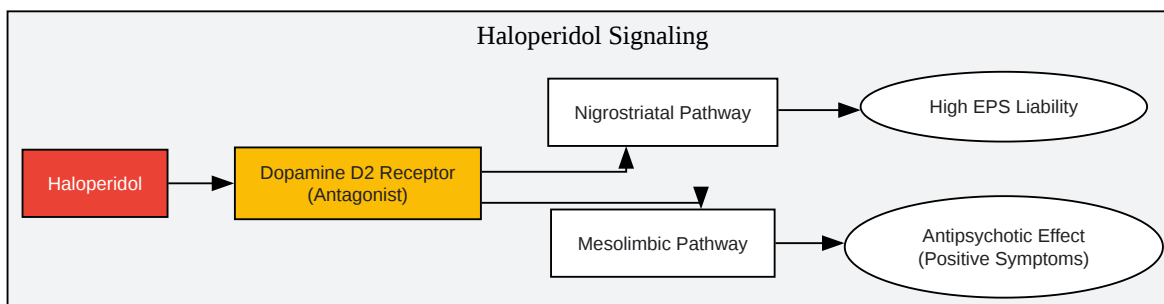 Haloperidol Signaling
Haloperidol
Dopamine D2 Receptor
(Antagonist)
Nigrostriatal Pathway
High EPS Liability
Mesolimbic Pathway
Antipsychotic Effect
(Positive Symptoms)